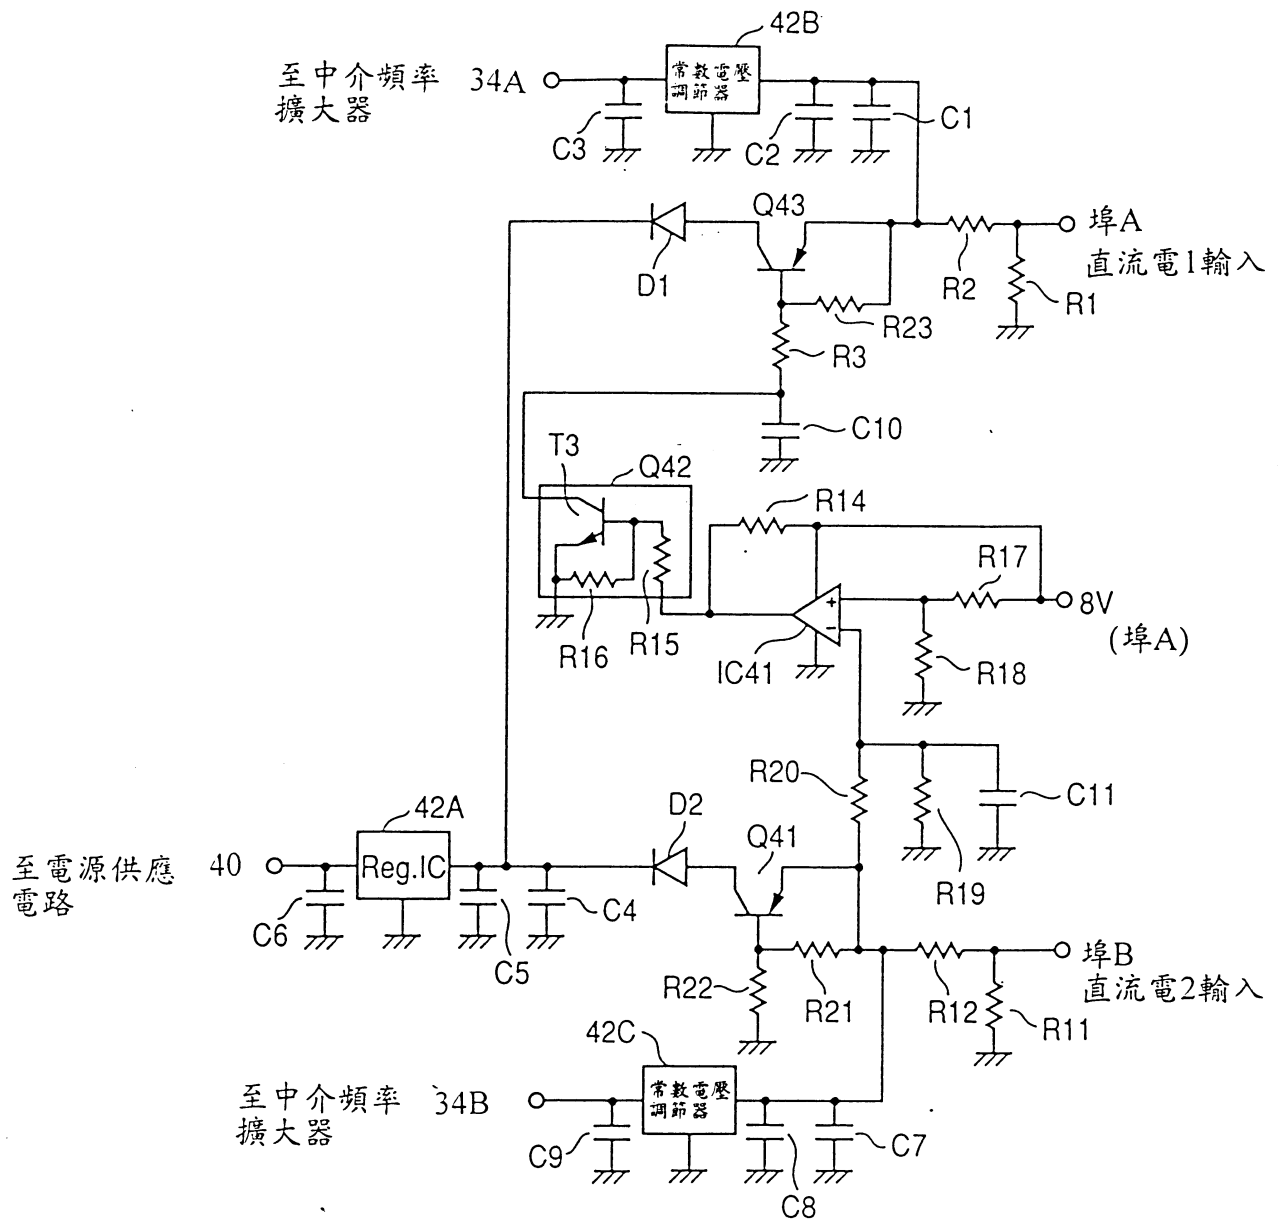 42B
至中介頻率 34A
擴大器
常數電壓
調節器
C3
C2
C1
Q43
埠A
直流電1輸入
D1
R2
R1
R23
R3
C10
T3
Q42
R14
R17
8V
(埠A)
R16
R15
IC41
R18
R20
C11
42A
D2
Q41
至電源供應 40
電路
Reg.IC
R19
C6
C5
C4
埠B
直流電2輸入
R22
R21
R12
R11
42C
至中介頻率 34B
擴大器
常數電壓
調節器
C9
C8
C7